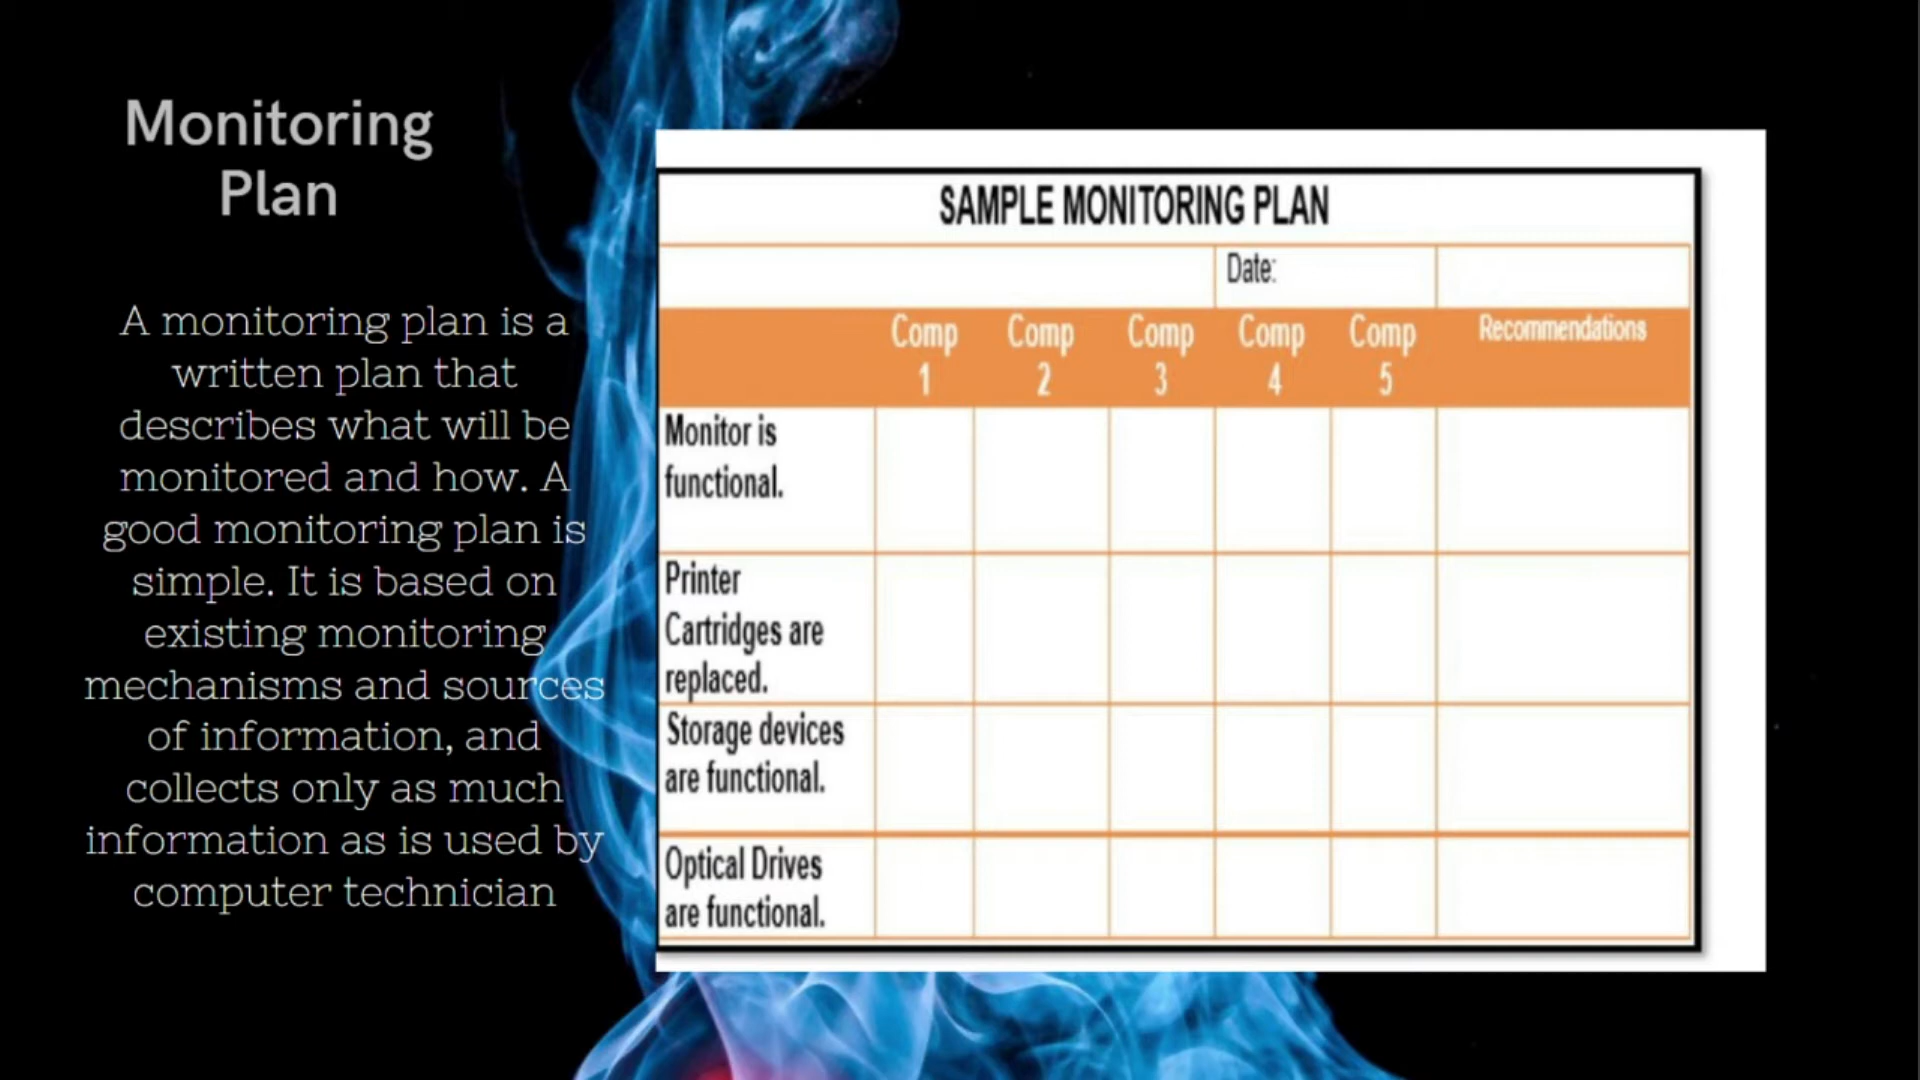 Monitoring
Plan
A monitoring plan is a
written plan that
describes what will be
monitored and how. A
good monitoring plan is
simple. It is based on
existing monitoring
mechanisms and sources
of information, and
collects only as much
information as is used by
computer technician
SAMPLE MONITORING PLAN
Date:
Comp 1 Comp 2 Comp 3 Comp 4 Comp 5 Recommendations
Monitor is
functional.
Printer
Cartridges are
replaced.
Storage devices
are functional.
Optical Drives
are functional.